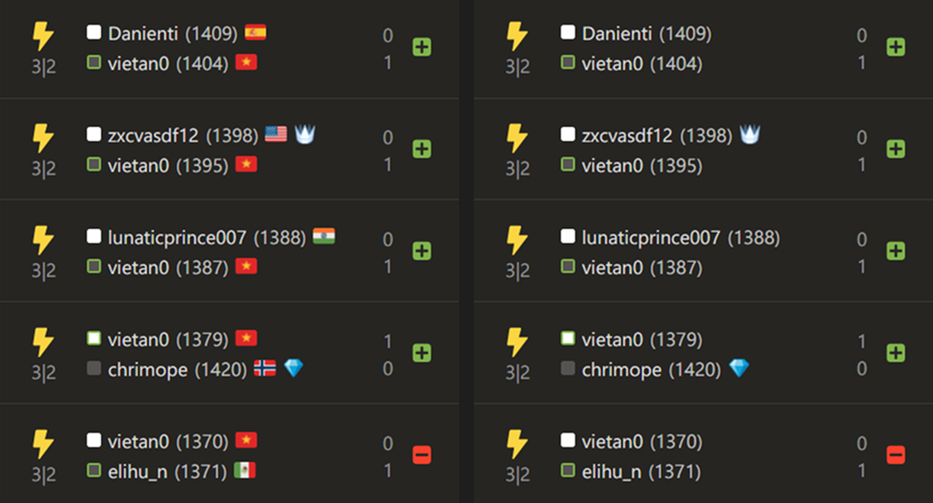 Danienti (1409) 0
3|2 vietan0 (1404) 1
zxcvasdf12 (1398) 0
3|2 vietan0 (1395) 1
lunaticprince007 (1388) 0
3|2 vietan0 (1387) 1
vietan0 (1379) 1
3|2 chrimope (1420) 0
vietan0 (1370) 0
3|2 elihu_n (1371) 1
Danienti (1409) 0
3|2 vietan0 (1404) 1
zxcvasdf12 (1398) 0
3|2 vietan0 (1395) 1
lunaticprince007 (1388) 0
3|2 vietan0 (1387) 1
vietan0 (1379) 1
3|2 chrimope (1420) 0
vietan0 (1370) 0
3|2 elihu_n (1371) 1